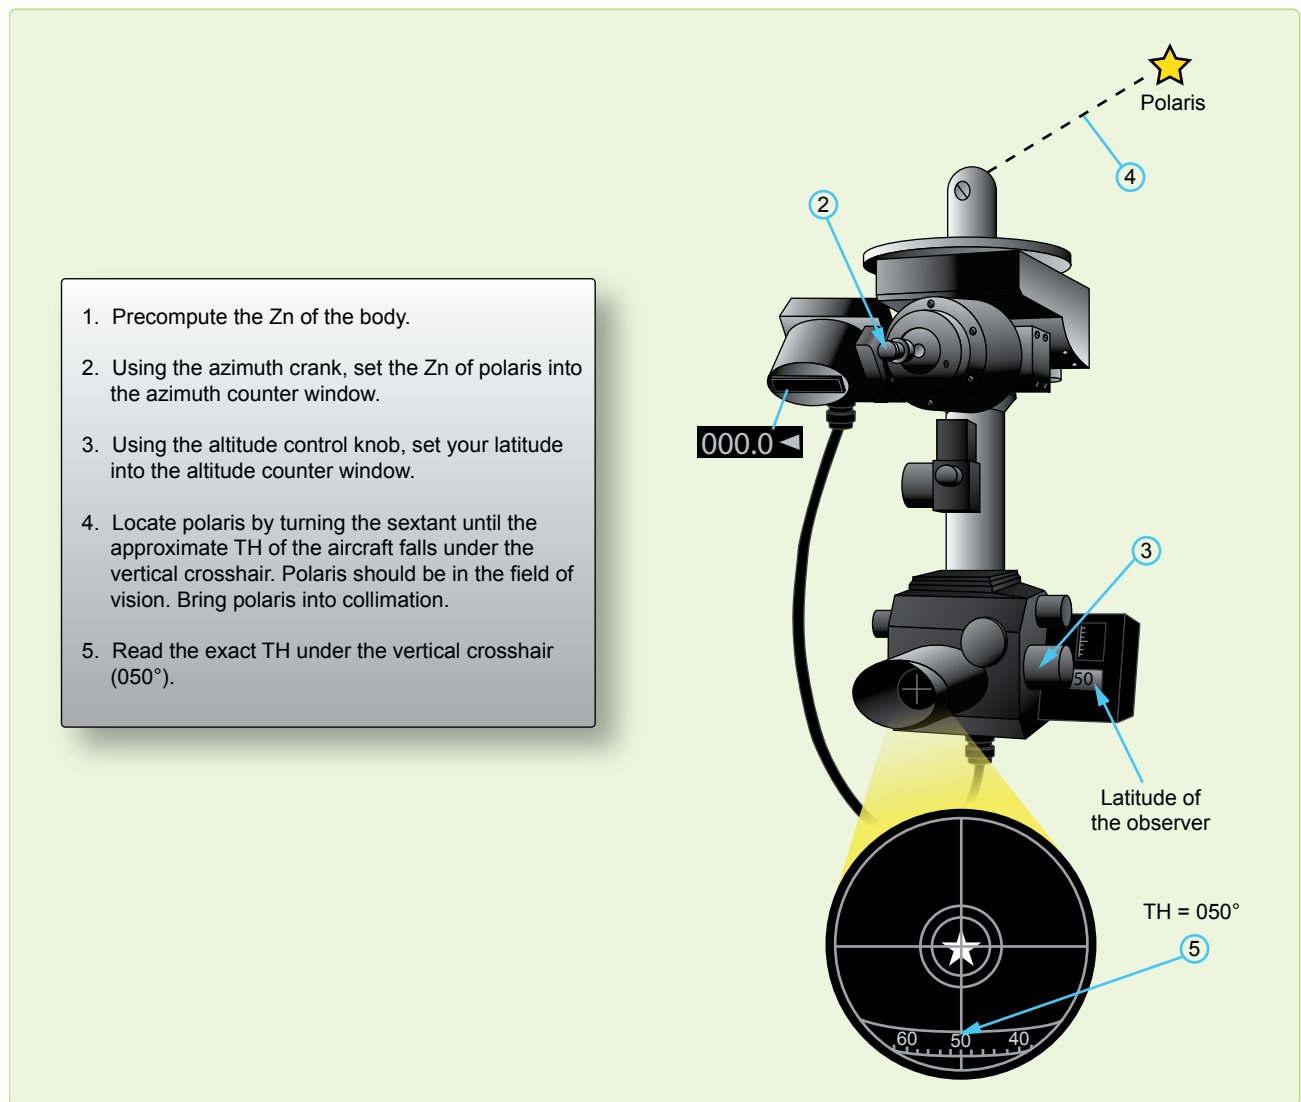 1. Precompute the Zn of the body.
2. Using the azimuth crank, set the Zn of polaris into
the azimuth counter window.
3. Using the altitude control knob, set your latitude
into the altitude counter window.
4. Locate polaris by turning the sextant until the
approximate TH of the aircraft falls under the
vertical crosshair. Polaris should be in the field of
vision. Bring polaris into collimation.
5. Read the exact TH under the vertical crosshair
(050°).
Polaris
4
2
000.0
3
50
Latitude of
the observer
TH = 050°
5
60 50 40